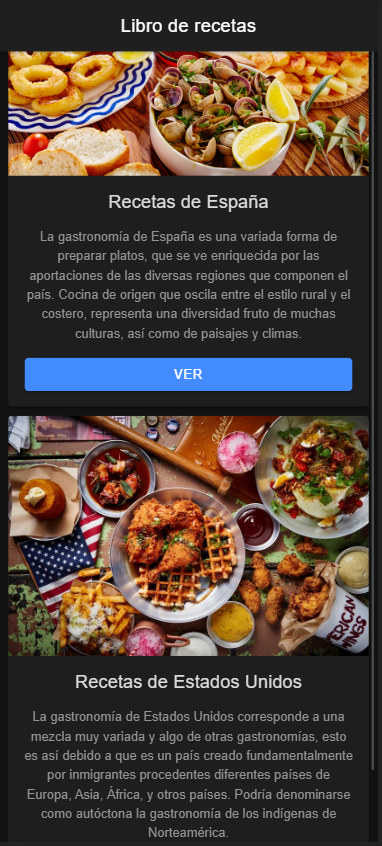 Libro de recetas
Recetas de España
La gastronomía de España es una variada forma de
preparar platos, que se ve enriquecida por las
aportaciones de las diversas regiones que componen el
país. Cocina de origen que oscila entre el estilo rural y el
costero, representa una diversidad fruto de muchas
culturas, así como de paisajes y climas.
VER
AMERICAN
WINGS
Recetas de Estados Unidos
La gastronomía de Estados Unidos corresponde a una
mezcla muy variada y algo de otras gastronomías, esto
es así debido a que es un país creado fundamentalmente
por inmigrantes procedentes diferentes países de
Europa, Asia, África, y otros países. Podría denominarse
como autóctona la gastronomía de los indígenas de
Norteamérica.